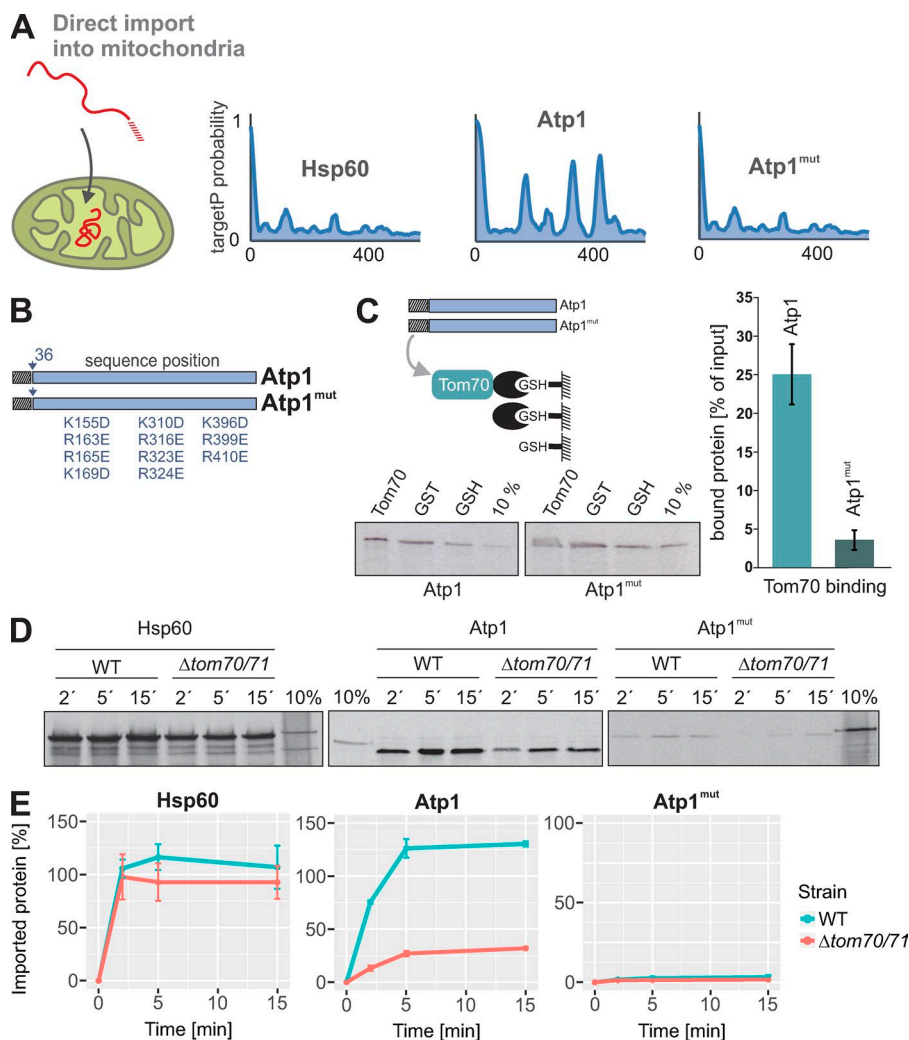 A
Direct import
into mitochondria
targetP probability
1
0
Hsp60
400
Atp1
0
400
Atp1mut
0
400
B
36
sequence position
Atp1
Atp1mut
K155D K310D K396D
R163E R316E R399E
R165E R323E R410E
K169D R324E
C
Atp1
Atp1mut
Tom70
GSH
GSH
GSH
Tom70 GST GSH 10 %
Tom70 GST GSH 10 %
Atp1
Atp1mut
bound protein [% of input]
35
30
25
20
15
10
5
0
Atp1
Atp1mut
Tom70 binding
D
Hsp60
WT Δtom70/71
2´ 5´ 15´ 2´ 5´ 15´ 10%
Atp1
WT Δtom70/71
10% 2´ 5´ 15´ 2´ 5´ 15´
Atp1mut
WT Δtom70/71
2´ 5´ 15´ 2´ 5´ 15´ 10%
E
Imported protein [%]
Hsp60
150
100
50
0
0 5 10 15
Time [min]
Atp1
150
100
50
0
0 5 10 15
Time [min]
Atp1mut
100
50
0
0 5 10 15
Time [min]
Strain
WT
Δtom70/71